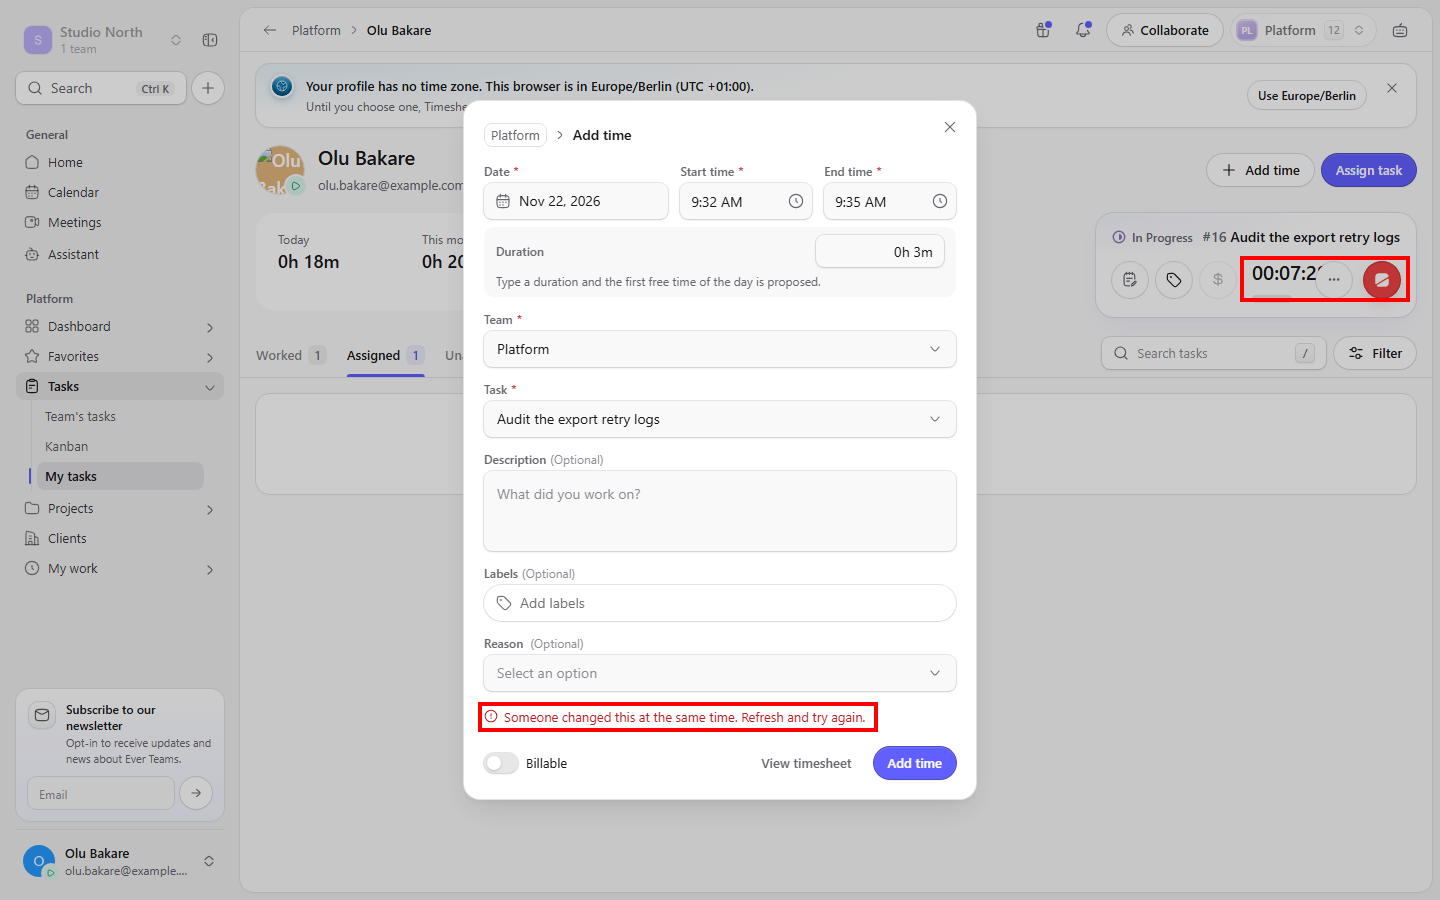 Studio North
1 team
S
Search
Ctrl K
General
Home
Calendar
Meetings
Assistant
Platform
Dashboard
Favorites
Tasks
Team's tasks
Kanban
My tasks
Projects
Clients
My work
Subscribe to our
newsletter
Opt-in to receive updates and
news about Ever Teams.
Email
O
Olu Bakare
olu.bakare@example....
Platform > Olu Bakare
Collaborate
PL Platform 12
Your profile has no time zone. This browser is in Europe/Berlin (UTC +01:00).
Until you choose one, Timeshe
Use Europe/Berlin
Olu
Bakare
Olu Bakare
olu.bakare@example.com
Add time
Assign task
Today
0h 18m
This mo
0h 20
In Progress #16 Audit the export retry logs
$
00:07:2
Worked 1
Assigned 1
Una
Search tasks /
Filter
Platform > Add time
Date *
Nov 22, 2026
Start time *
9:32 AM
End time *
9:35 AM
Duration
0h 3m
Type a duration and the first free time of the day is proposed.
Team *
Platform
Task *
Audit the export retry logs
Description (Optional)
What did you work on?
Labels (Optional)
Add labels
Reason (Optional)
Select an option
Someone changed this at the same time. Refresh and try again.
Billable
View timesheet
Add time